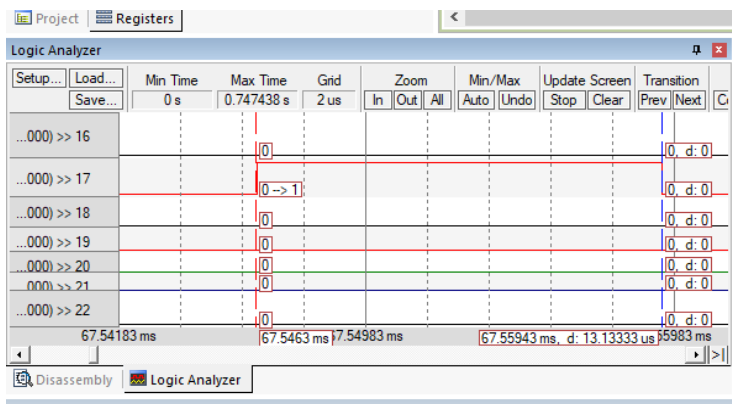 Project Registers <
Logic Analyzer
Setup... Load... Min Time Max Time Grid Zoom Min/Max Update Screen Transition
Save... 0 s 0.747438 s 2 us In Out All Auto Undo Stop Clear Prev Next
...000) >> 16
0 0, d: 0
...000) >> 17
0 --> 1 0, d: 0
...000) >> 18
0 0, d: 0
...000) >> 19
0 0, d: 0
...000) >> 20
0 0, d: 0
...000) >> 21
0 0, d: 0
...000) >> 22
0 0, d: 0
67.54183 ms 67.5463 ms 7.54983 ms 67.55943 ms, d: 13.13333 us 55983 ms
Disassembly Logic Analyzer